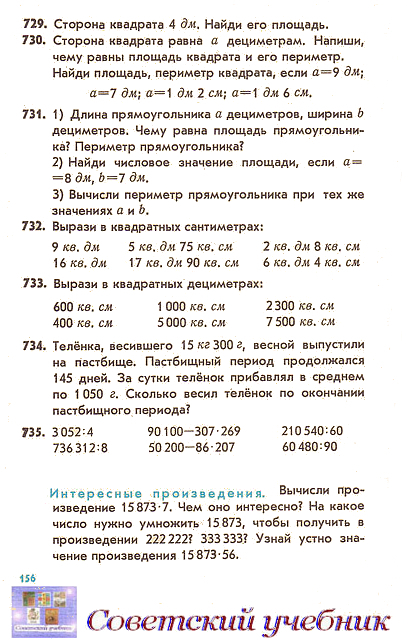 729. Сторона квадрата 4 дм. Найди его площадь.
730. Сторона квадрата равна a дециметрам. Напиши,
чему равны площадь квадрата и его периметр.
Найди площадь, периметр квадрата, если a=9 дм;
a=7 дм; a=1 дм 2 см; a=1 дм 6 см.
731. 1) Длина прямоугольника a дециметров, ширина b
дециметров. Чему равна площадь прямоугольни-
ка? Периметр прямоугольника?
2) Найди числовое значение площади, если a=
=8 дм, b=7 дм.
3) Вычисли периметр прямоугольника при тех же
значениях a и b.
732. Вырази в квадратных сантиметрах:
9 кв. дм 5 кв. дм 75 кв. см 2 кв. дм 8 кв. см
16 кв. дм 17 кв. дм 90 кв. см 6 кв. дм 4 кв. см
733. Вырази в квадратных дециметрах:
600 кв. см 1 000 кв. см 2 300 кв. см
400 кв. см 5 000 кв. см 7 500 кв. см
734. Телёнка, весившего 15 кг 300 г, весной выпустили
на пастбище. Пастбищный период продолжался
145 дней. За сутки телёнок прибавлял в среднем
по 1 050 г. Сколько весил телёнок по окончании
пастбищного периода?
735. 3 052:4 90 100—307·269 210 540:60
736 312:8 50 200—86·207 60 480:90
Интересные произведения. Вычисли про-
изведение 15 873·7. Чем оно интересно? На какое
число нужно умножить 15 873, чтобы получить в
произведении 222 222? 333 333? Узнай устно зна-
чение произведения 15 873·56.
156
Советский учебник
Советский учебник